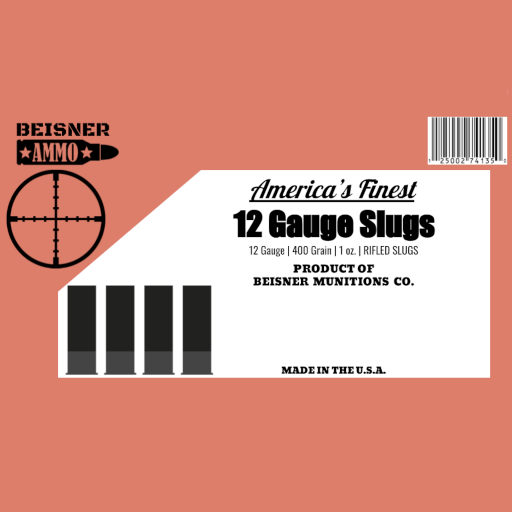 BEISNER
AMMO
1 25002 74135 0
America's Finest
12 Gauge Slugs
12 Gauge | 400 Grain | 1 oz. | RIFLED SLUGS
PRODUCT OF
BEISNER MUNITIONS CO.
MADE IN THE U.S.A.